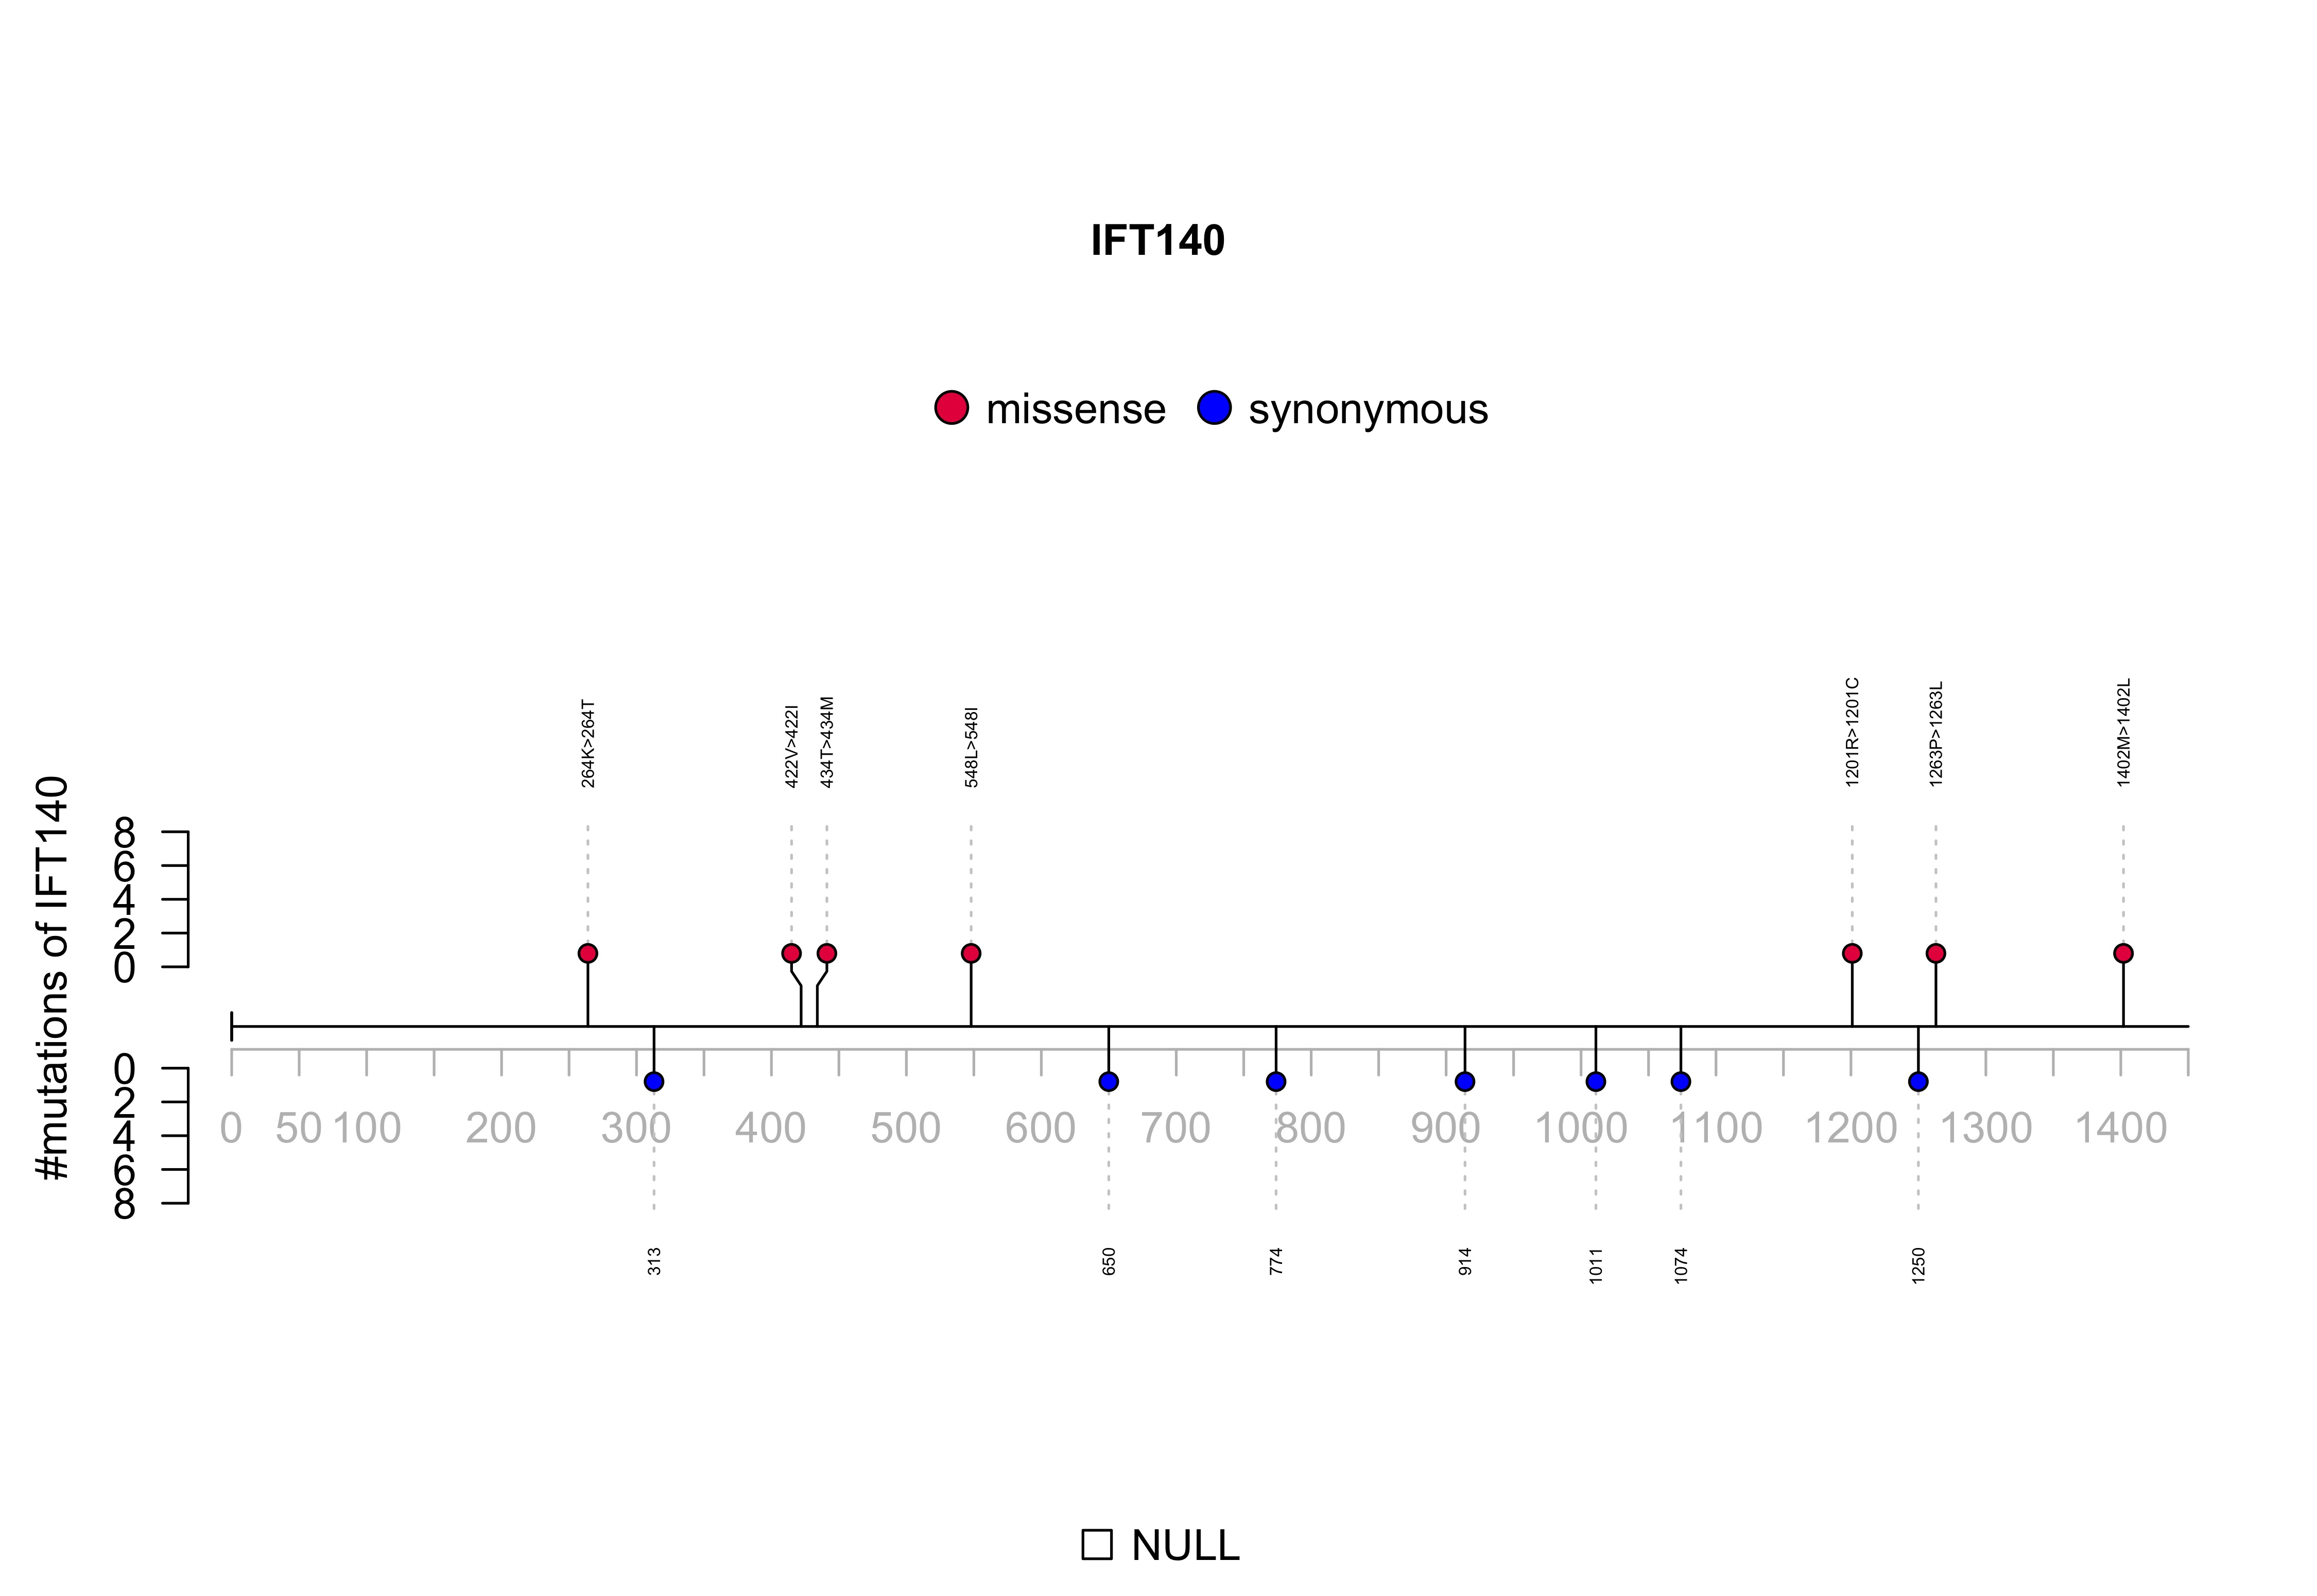 IFT140
missense synonymous
264K>264T
422V>422I
434T>434M
548L>548I
1201R>1201C
1263P>1263L
1402M>1402L
#mutations of IFT140
8
6
4
2
0
0
2
4
6
8
0 50 100 200 300 400 500 600 700 800 900 1000 1100 1200 1300 1400
313
650
774
914
1011
1074
1250
NULL